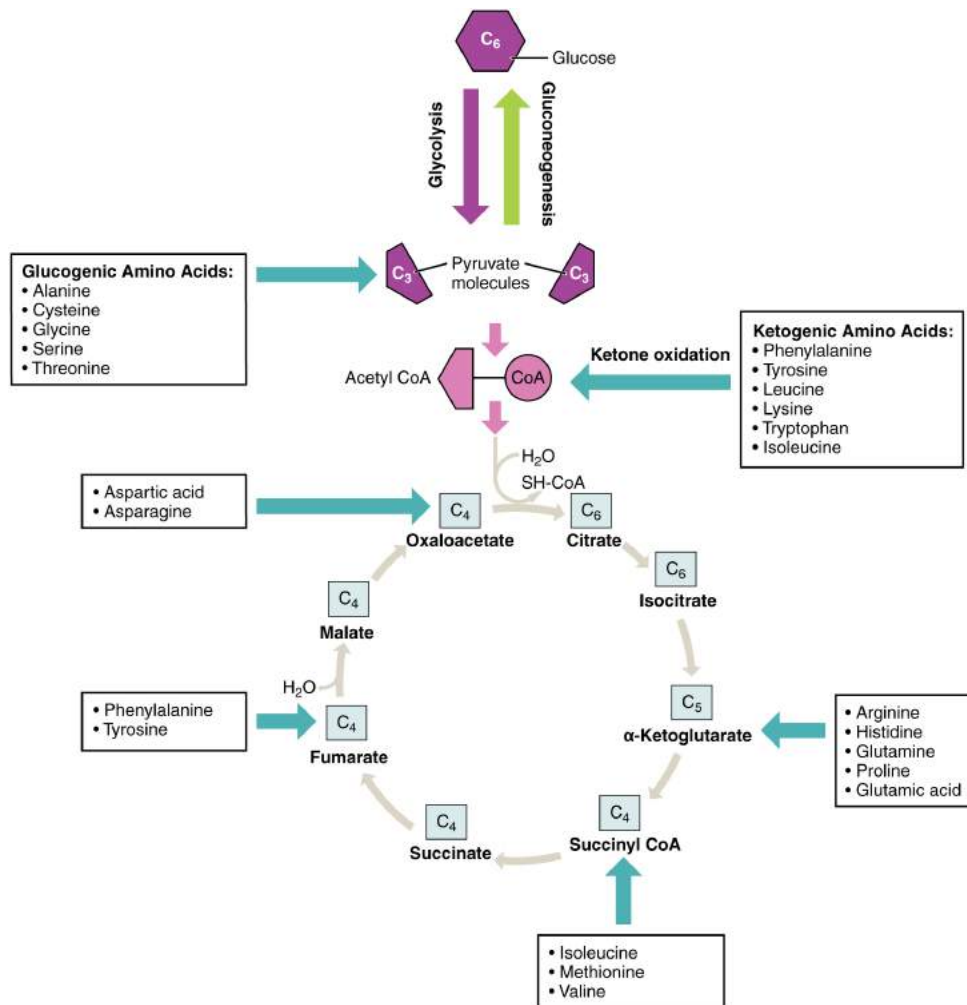 C6
Glucose
Glycolysis
Gluconeogenesis
Glucogenic Amino Acids:
• Alanine
• Cysteine
• Glycine
• Serine
• Threonine
C3
Pyruvate
molecules
C3
Ketogenic Amino Acids:
• Phenylalanine
• Tyrosine
• Leucine
• Lysine
• Tryptophan
• Isoleucine
Ketone oxidation
Acetyl CoA
CoA
H2O
SH-CoA
• Aspartic acid
• Asparagine
C4
Oxaloacetate
C6
Citrate
C6
Isocitrate
C4
Malate
H2O
• Phenylalanine
• Tyrosine
C4
Fumarate
C5
α-Ketoglutarate
• Arginine
• Histidine
• Glutamine
• Proline
• Glutamic acid
C4
Succinate
C4
Succinyl CoA
• Isoleucine
• Methionine
• Valine